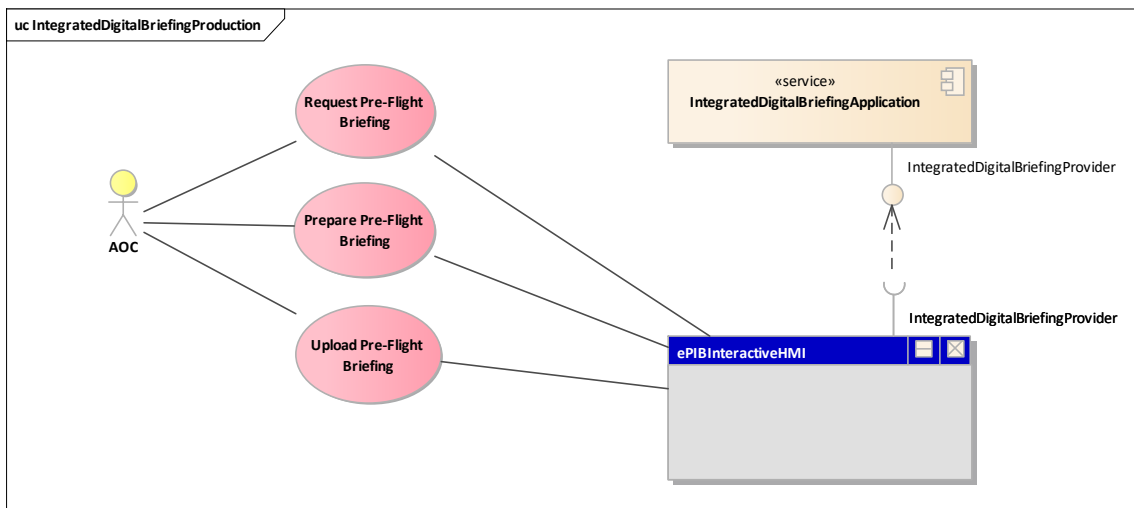 uc IntegratedDigitalBriefingProduction
Request Pre-Flight
Briefing
«service»
IntegratedDigitalBriefingApplication
IntegratedDigitalBriefingProvider
AOC
Prepare Pre-Flight
Briefing
IntegratedDigitalBriefingProvider
Upload Pre-Flight
Briefing
ePIBInteractiveHMI